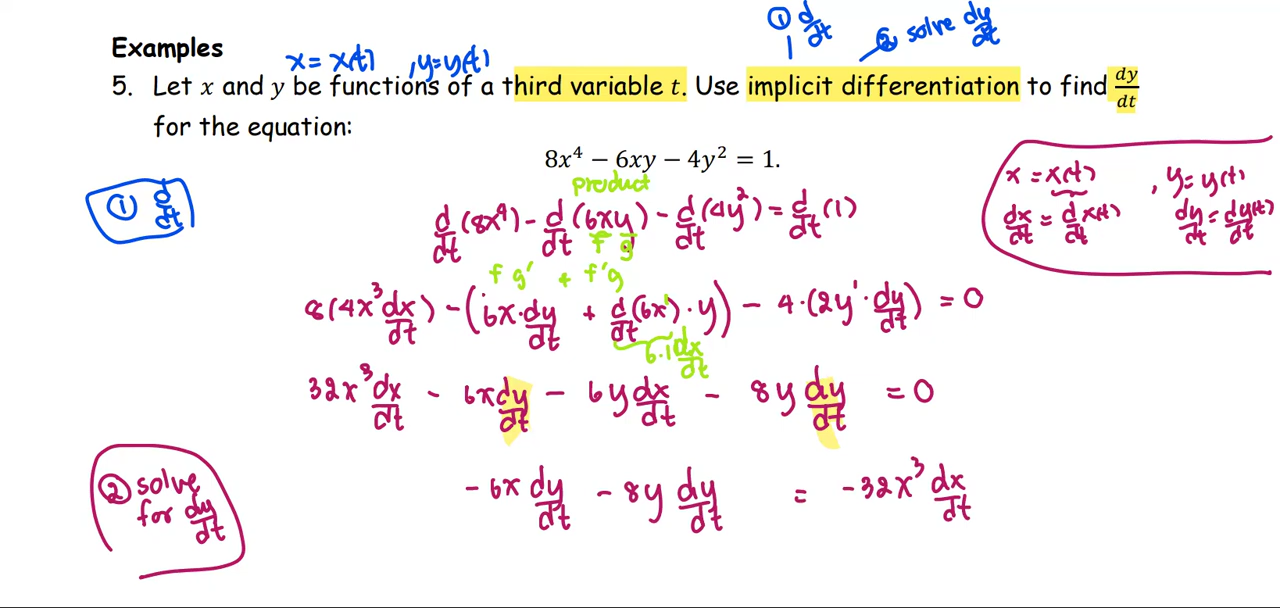 ① d/dt
② solve dy/dt
Examples
x = x(t) , y=y(t)
5. Let x and y be functions of a third variable t. Use implicit differentiation to find dy/dt
for the equation:
8x⁴ − 6xy − 4y² = 1.
product
① d/dt
x = x(t) , y = y(t)
dx/dt = d/dt x(t) dy/dt = dy(t)/dt
d/dt (8x⁴) - d/dt (6xy) - d/dt (4y²) = d/dt (1)
f g
f g' + f'g
8(4x³ dx/dt) - (6x · dy/dt + d/dt (6x¹) · y) - 4 · (2y¹ · dy/dt) = 0
6·1 dx/dt
32x³ dx/dt - 6x dy/dt - 6y dx/dt - 8y dy/dt = 0
② solve
for dy/dt
-6x dy/dt - 8y dy/dt = -32x³ dx/dt